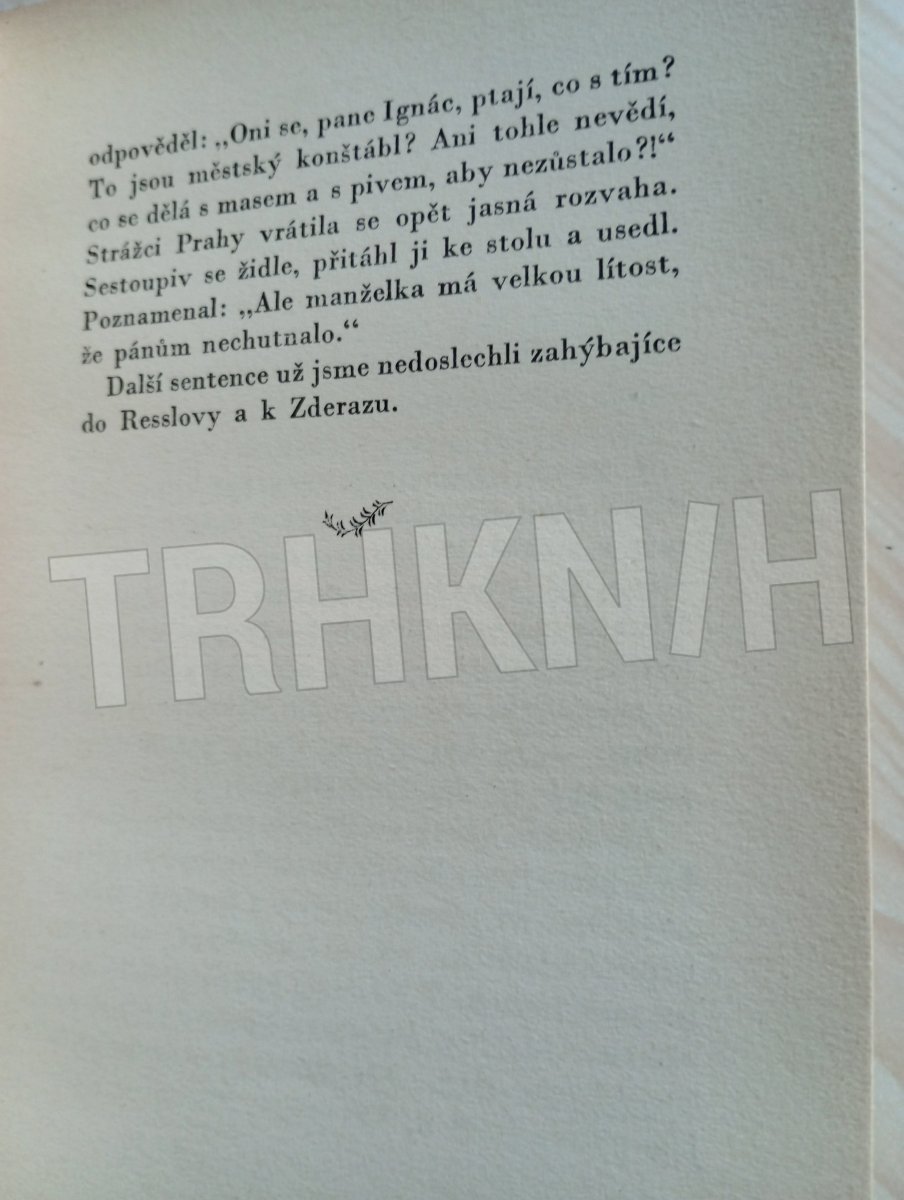 odpověděl: „Oni se, pane Ignác, ptají, co s tím?
To jsou městský konštábl? Ani tohle nevědí,
co se dělá s masem a s pivem, aby nezůstalo?!“
Strážci Prahy vrátila se opět jasná rozvaha.
Sestoupiv se židle, přitáhl ji ke stolu a usedl.
Poznamenal: „Ale manželka má velkou lítost,
že pánům nechutnalo.“
Další sentence už jsme nedoslechli zahýbajíce
do Resslovy a k Zderazu.
TRHKN/H